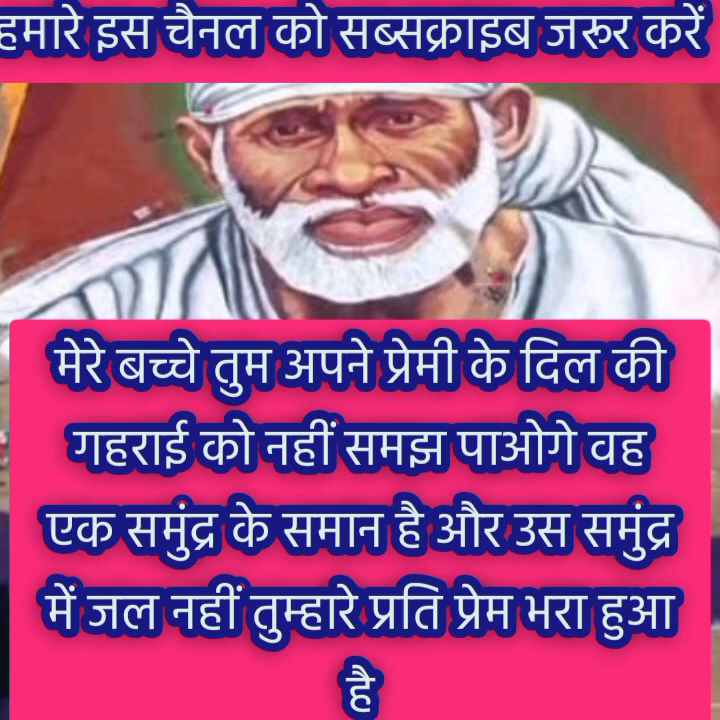 हमारे इस चैनल को सब्सक्राइब जरूर करें
मेरे बच्चे तुम अपने प्रेमी के दिल की
गहराई को नहीं समझ पाओगे वह
एक समुंद्र के समान है और उस समुंद्र
में जल नहीं तुम्हारे प्रति प्रेम भरा हुआ
है